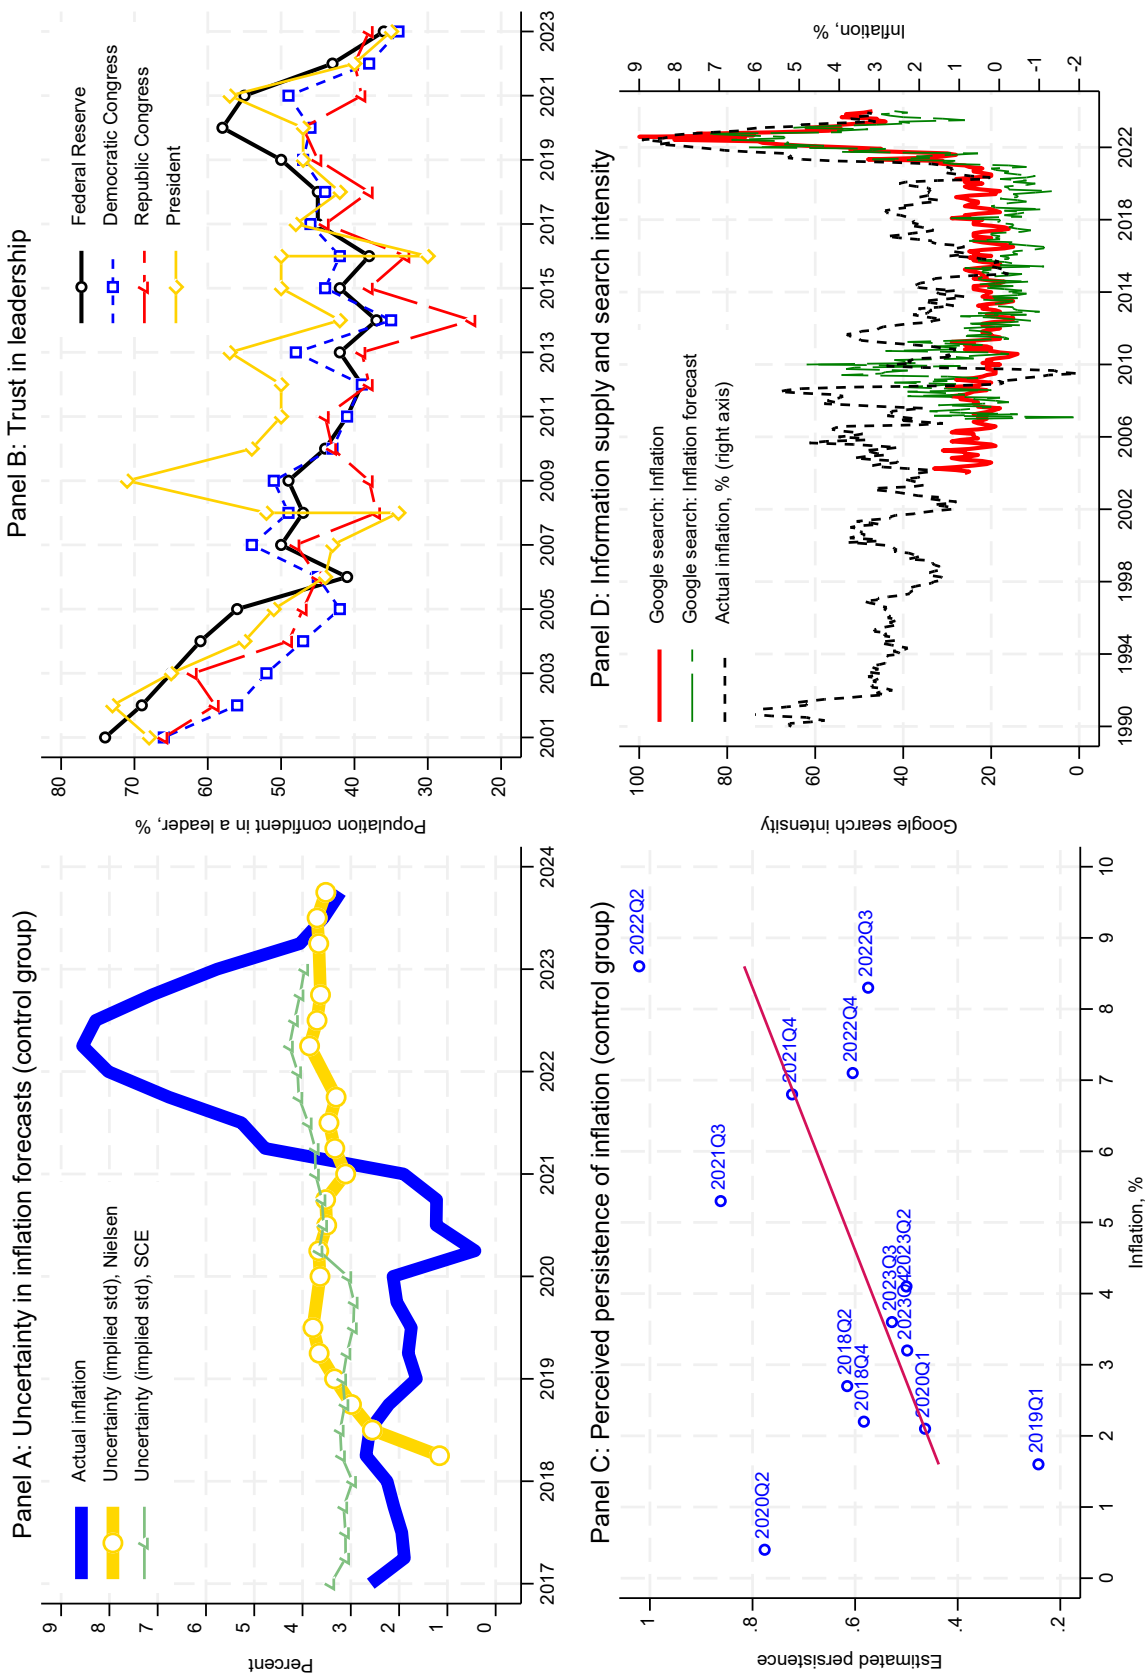 Panel A: Uncertainty in inflation forecasts (control group)
Actual inflation
Uncertainty (implied std), Nielsen
Uncertainty (implied std), SCE
Percent
9
8
7
6
5
4
3
2
1
0
2017 2018 2019 2020 2021 2022 2023 2024
Panel B: Trust in leadership
Federal Reserve
Democratic Congress
Republic Congress
President
Population confident in a leader, %
80
70
60
50
40
30
20
2001 2003 2005 2007 2009 2011 2013 2015 2017 2019 2021 2023
Panel C: Perceived persistence of inflation (control group)
Estimated persistence
1
.8
.6
.4
.2
2022Q2
2021Q3
2020Q2
2021Q4
2018Q2
2022Q4
2018Q4
2022Q3
2023Q3
2023Q2
2023Q4
2020Q1
2019Q1
0 1 2 3 4 5 6 7 8 9 10
Inflation, %
Panel D: Information supply and search intensity
Google search: Inflation
Google search: Inflation forecast
Actual inflation, % (right axis)
Google search intensity
100
80
60
40
20
0
Inflation, %
9
8
7
6
5
4
3
2
1
0
-1
-2
1990 1994 1998 2002 2006 2010 2014 2018 2022